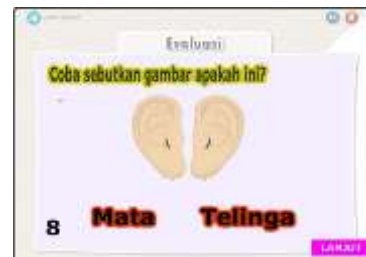 Evaluasi
Coba sebutkan gambar apakah ini?
Mata Telinga
8
LANJUT